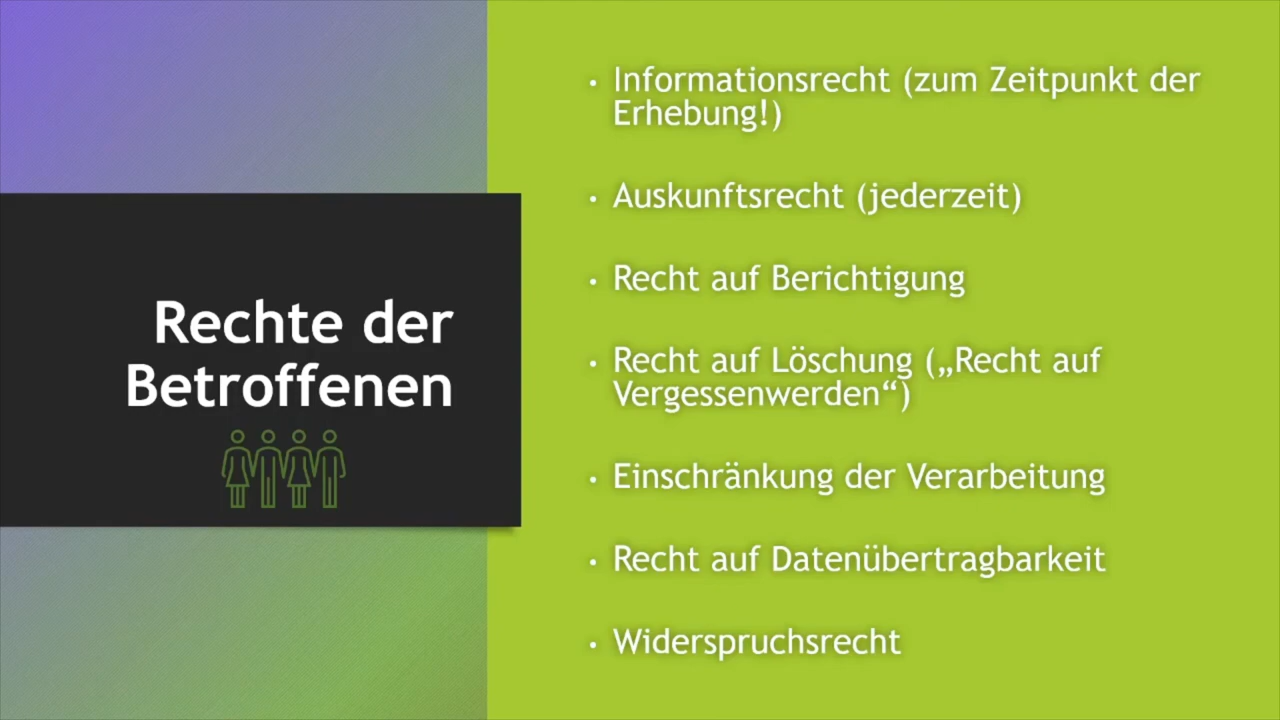 Rechte der
Betroffenen
• Informationsrecht (zum Zeitpunkt der
Erhebung!)
• Auskunftsrecht (jederzeit)
• Recht auf Berichtigung
• Recht auf Löschung („Recht auf
Vergessenwerden“)
• Einschränkung der Verarbeitung
• Recht auf Datenübertragbarkeit
• Widerspruchsrecht